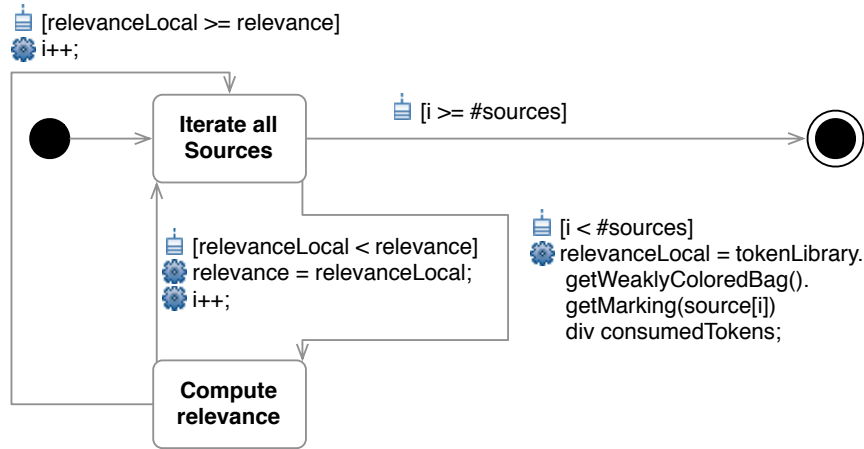 [relevanceLocal >= relevance]
i++;
Iterate all
Sources
[i >= #sources]
[relevanceLocal < relevance]
relevance = relevanceLocal;
i++;
[i < #sources]
relevanceLocal = tokenLibrary.
getWeaklyColoredBag().
getMarking(source[i])
div consumedTokens;
Compute
relevance